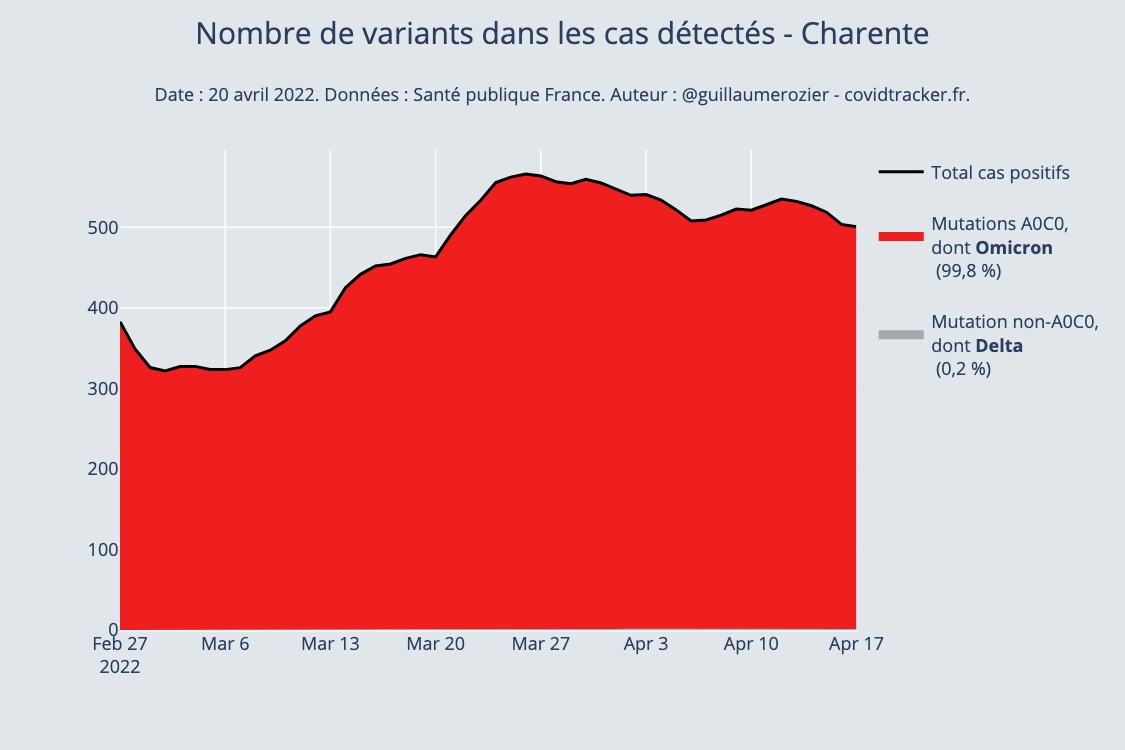 Nombre de variants dans les cas détectés - Charente
Date : 20 avril 2022. Données : Santé publique France. Auteur : @guillaumerozier - covidtracker.fr.
Total cas positifs
Mutations A0C0,
dont Omicron
(99,8 %)
Mutation non-A0C0,
dont Delta
(0,2 %)
500
400
300
200
100
0
Feb 27
2022
Mar 6
Mar 13
Mar 20
Mar 27
Apr 3
Apr 10
Apr 17